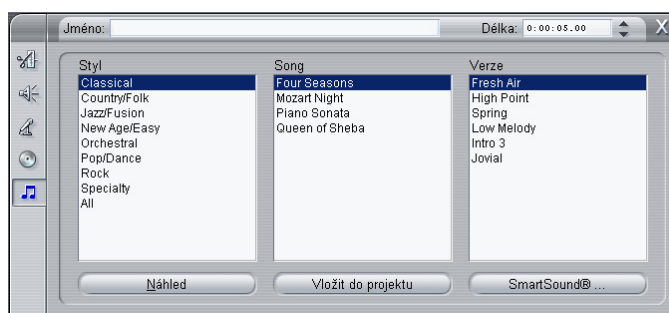 Jméno: Délka: 0:00:05.00 X
Styl
Classical
Country/Folk
Jazz/Fusion
New Age/Easy
Orchestral
Pop/Dance
Rock
Specialty
All
Song
Four Seasons
Mozart Night
Piano Sonata
Queen of Sheba
Verze
Fresh Air
High Point
Spring
Low Melody
Intro 3
Jovial
Náhled Vložit do projektu SmartSound® ...